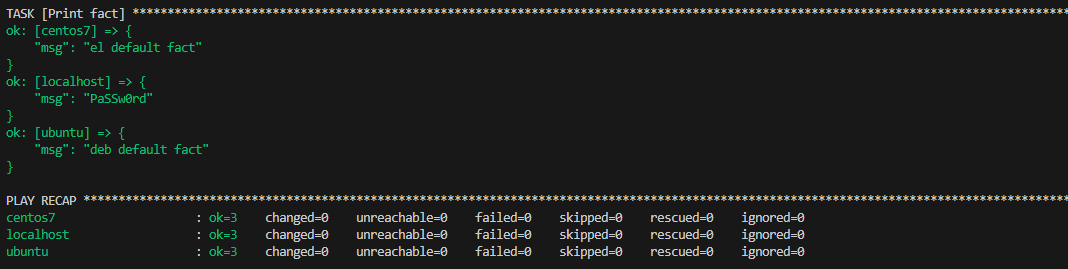 TASK [Print fact] ****************************************************************************************************************************************
ok: [centos7] => {
    "msg": "el default fact"
}
ok: [localhost] => {
    "msg": "PaSSw0rd"
}
ok: [ubuntu] => {
    "msg": "deb default fact"
}
PLAY RECAP ***********************************************************************************************************************************************
centos7                    : ok=3    changed=0    unreachable=0    failed=0    skipped=0    rescued=0    ignored=0
localhost                  : ok=3    changed=0    unreachable=0    failed=0    skipped=0    rescued=0    ignored=0
ubuntu                     : ok=3    changed=0    unreachable=0    failed=0    skipped=0    rescued=0    ignored=0